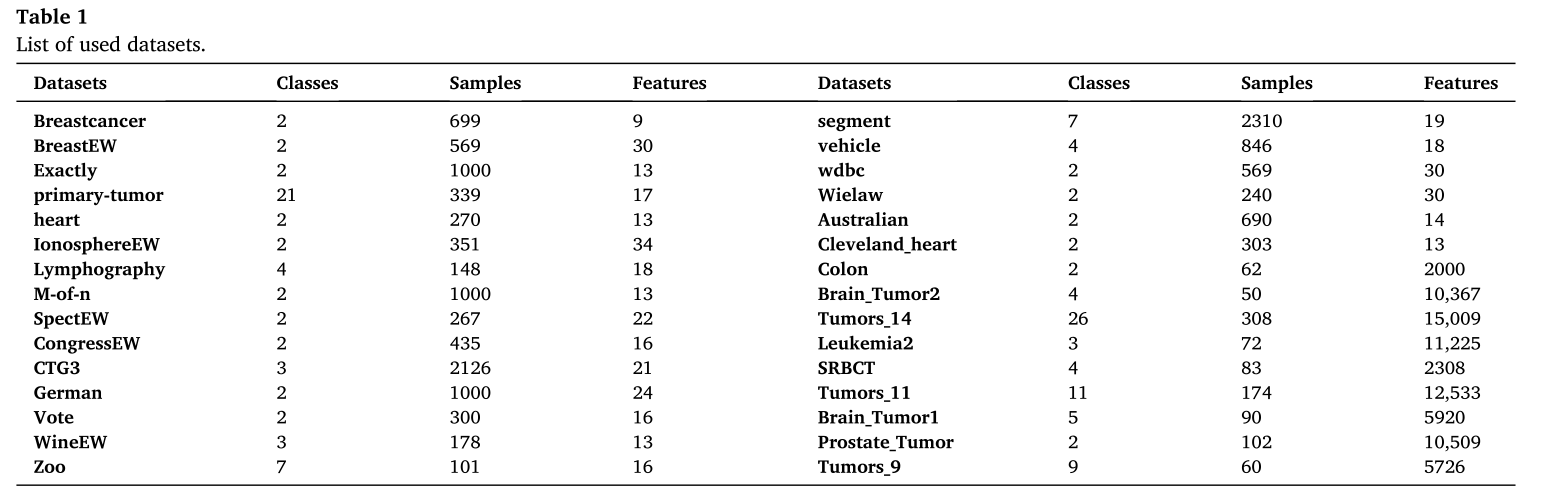 Table 1
List of used datasets.
Datasets Classes Samples Features Datasets Classes Samples Features
Breastcancer 2 699 9 segment 7 2310 19
BreastEW 2 569 30 vehicle 4 846 18
Exactly 2 1000 13 wdbc 2 569 30
primary-tumor 21 339 17 Wielaw 2 240 30
heart 2 270 13 Australian 2 690 14
IonosphereEW 2 351 34 Cleveland_heart 2 303 13
Lymphography 4 148 18 Colon 2 62 2000
M-of-n 2 1000 13 Brain_Tumor2 4 50 10,367
SpectEW 2 267 22 Tumors_14 26 308 15,009
CongressEW 2 435 16 Leukemia2 3 72 11,225
CTG3 3 2126 21 SRBCT 4 83 2308
German 2 1000 24 Tumors_11 11 174 12,533
Vote 2 300 16 Brain_Tumor1 5 90 5920
WineEW 3 178 13 Prostate_Tumor 2 102 10,509
Zoo 7 101 16 Tumors_9 9 60 5726